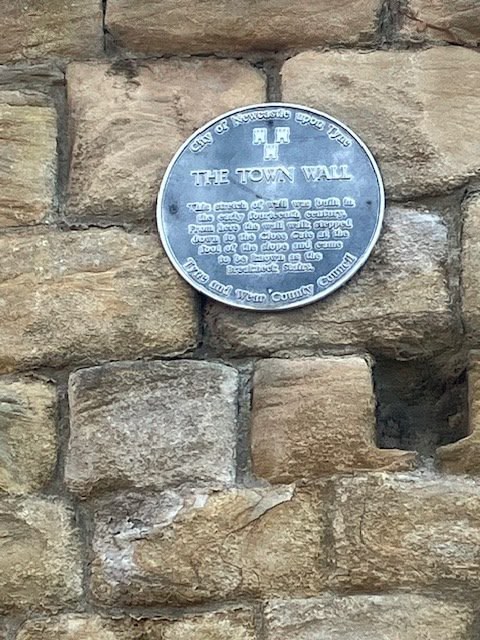 City of Newcastle upon Tyne
THE TOWN WALL
This stretch of wall was built in
the early fourteenth century.
From here the wall walk stepped
down to the Close Gate at the
foot of the slope and came
to be known as the
Breakneck Stairs.
Tyne and Wear County Council